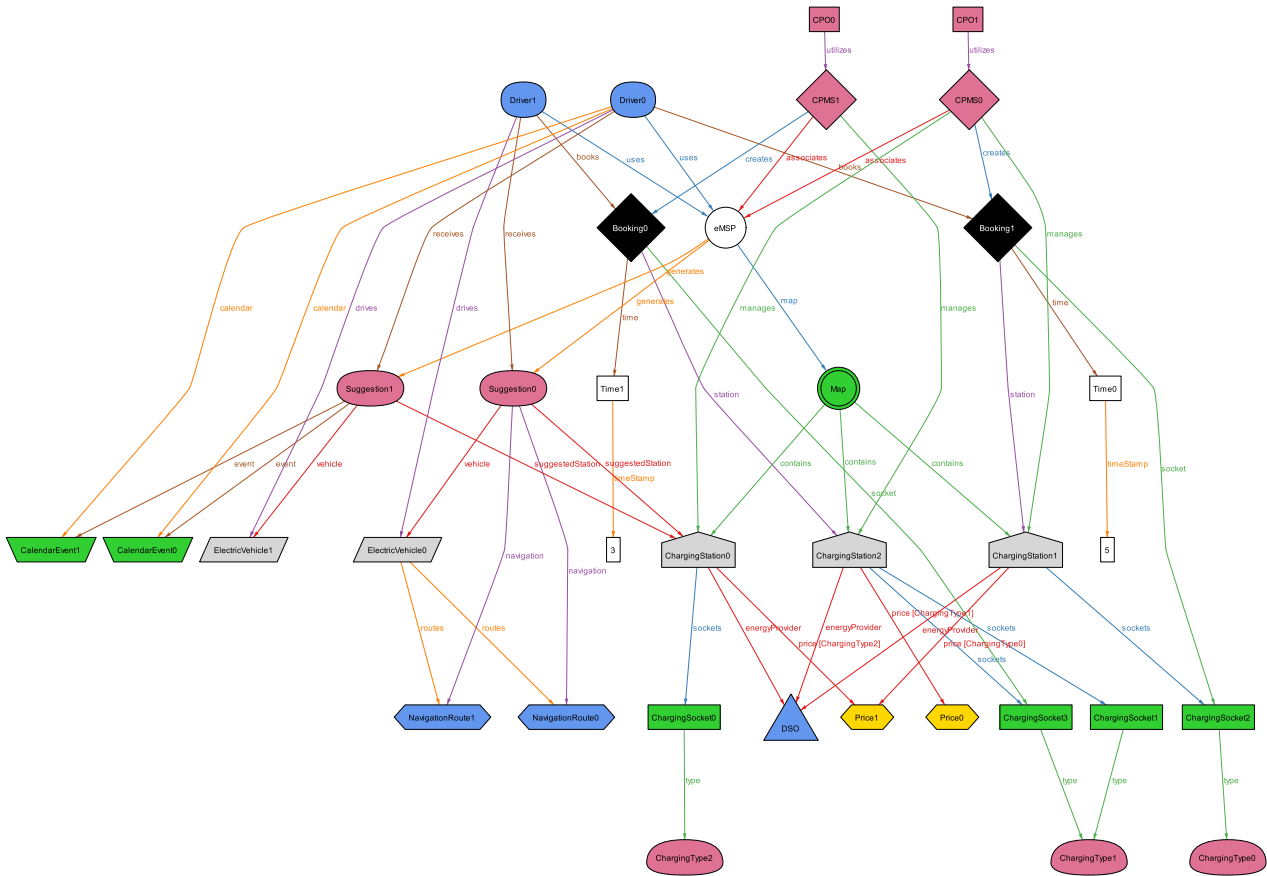 CPO0
CPO1
utilizes
utilizes
Driver1
Driver0
CPMS1
CPMS0
books
uses
uses
creates
associates
books
associates
creates
Booking0
eMSP
Booking1
receives
receives
manages
generates
generates
map
calendar
calendar
drives
drives
time
manages
manages
time
Suggestion1
Suggestion0
Time1
Map
Time0
station
station
event
event
vehicle
vehicle
suggestedStation
suggestedStation
timeStamp
contains
contains
contains
timeStamp
socket
socket
CalendarEvent1
CalendarEvent0
ElectricVehicle1
ElectricVehicle0
3
ChargingStation0
ChargingStation2
ChargingStation1
5
navigation
navigation
routes
routes
sockets
energyProvider
price [ChargingType2]
energyProvider
price [ChargingType1]
energyProvider
price [ChargingType0]
sockets
sockets
sockets
NavigationRoute1
NavigationRoute0
ChargingSocket0
DSO
Price1
Price0
ChargingSocket3
ChargingSocket1
ChargingSocket2
type
type
type
type
ChargingType2
ChargingType1
ChargingType0